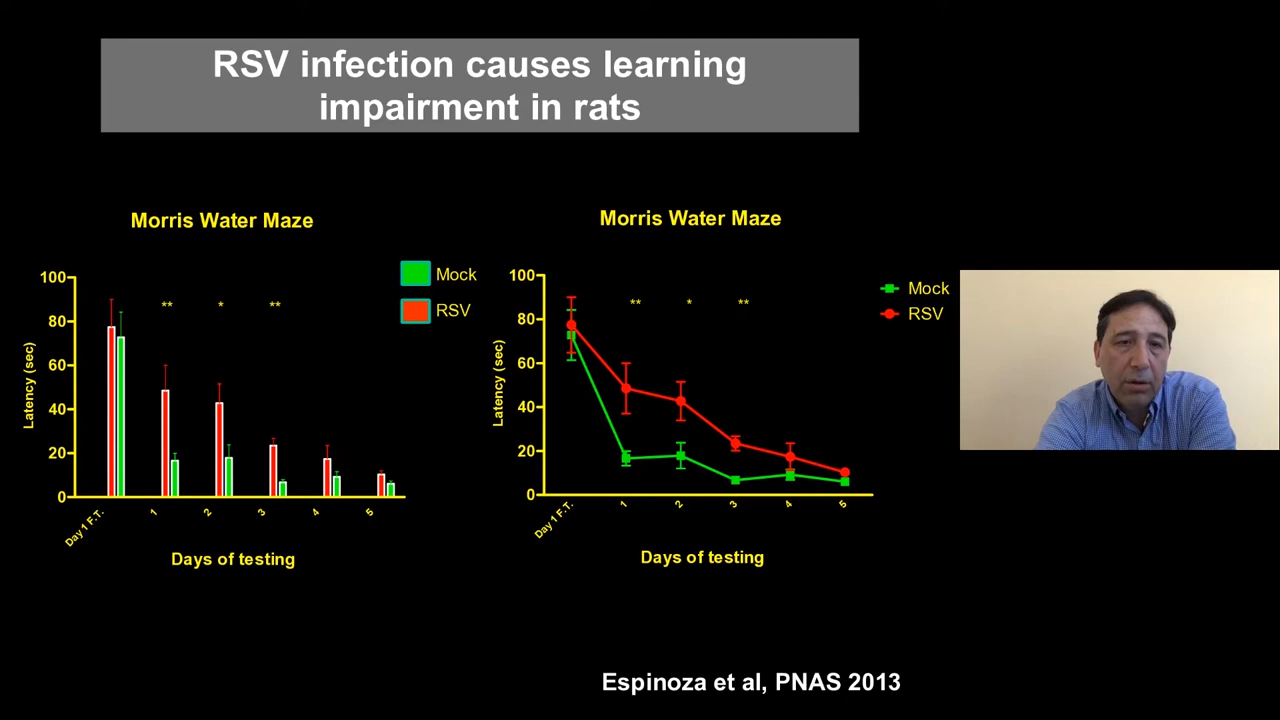 RSV infection causes learning
impairment in rats
Morris Water Maze
100
80
60
40
20
0
Latency (sec)
**
*
**
Mock
RSV
Day 1 F.T.
1
2
3
4
5
Days of testing
Morris Water Maze
100
80
60
40
20
0
Latency (sec)
**
*
**
Mock
RSV
Day 1 F.T.
1
2
3
4
5
Days of testing
Espinoza et al, PNAS 2013